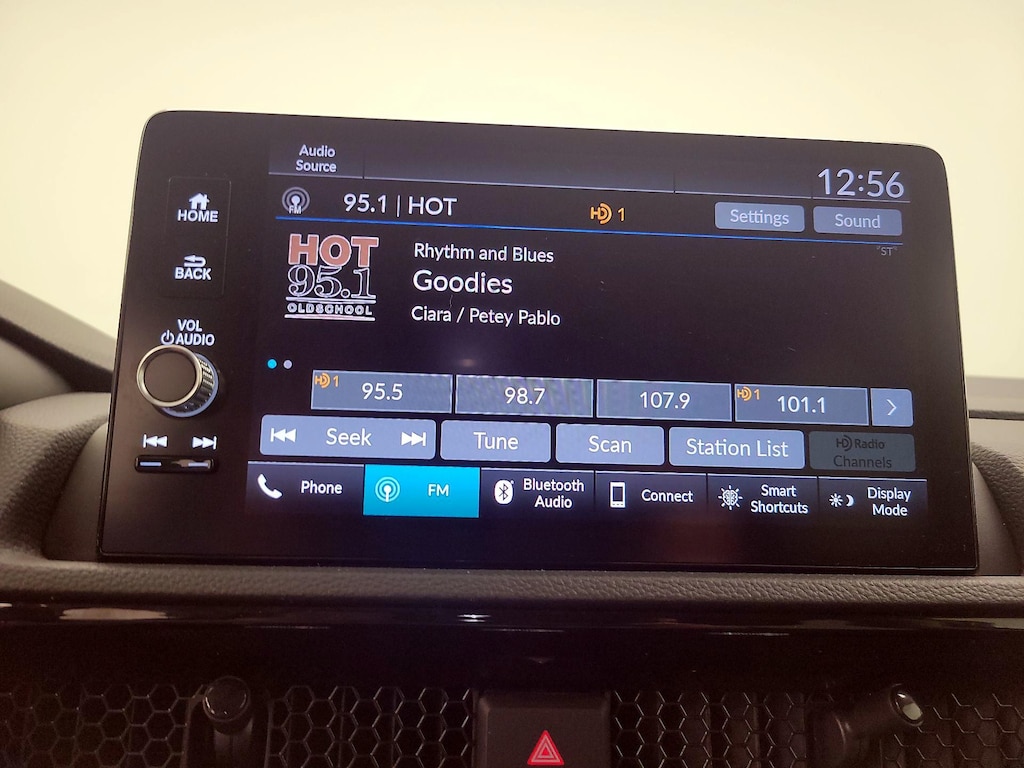 Audio
Source
12:56
HOME
FM
95.1 | HOT
HD 1
Settings
Sound
"ST"
BACK
HOT
95.1
OLDSCHOOL
Rhythm and Blues
Goodies
Ciara / Petey Pablo
VOL
AUDIO
HD 1
95.5
98.7
107.9
HD 1
101.1
Seek
Tune
Scan
Station List
HD Radio
Channels
Phone
FM
Bluetooth
Audio
Connect
Smart
Shortcuts
Display
Mode